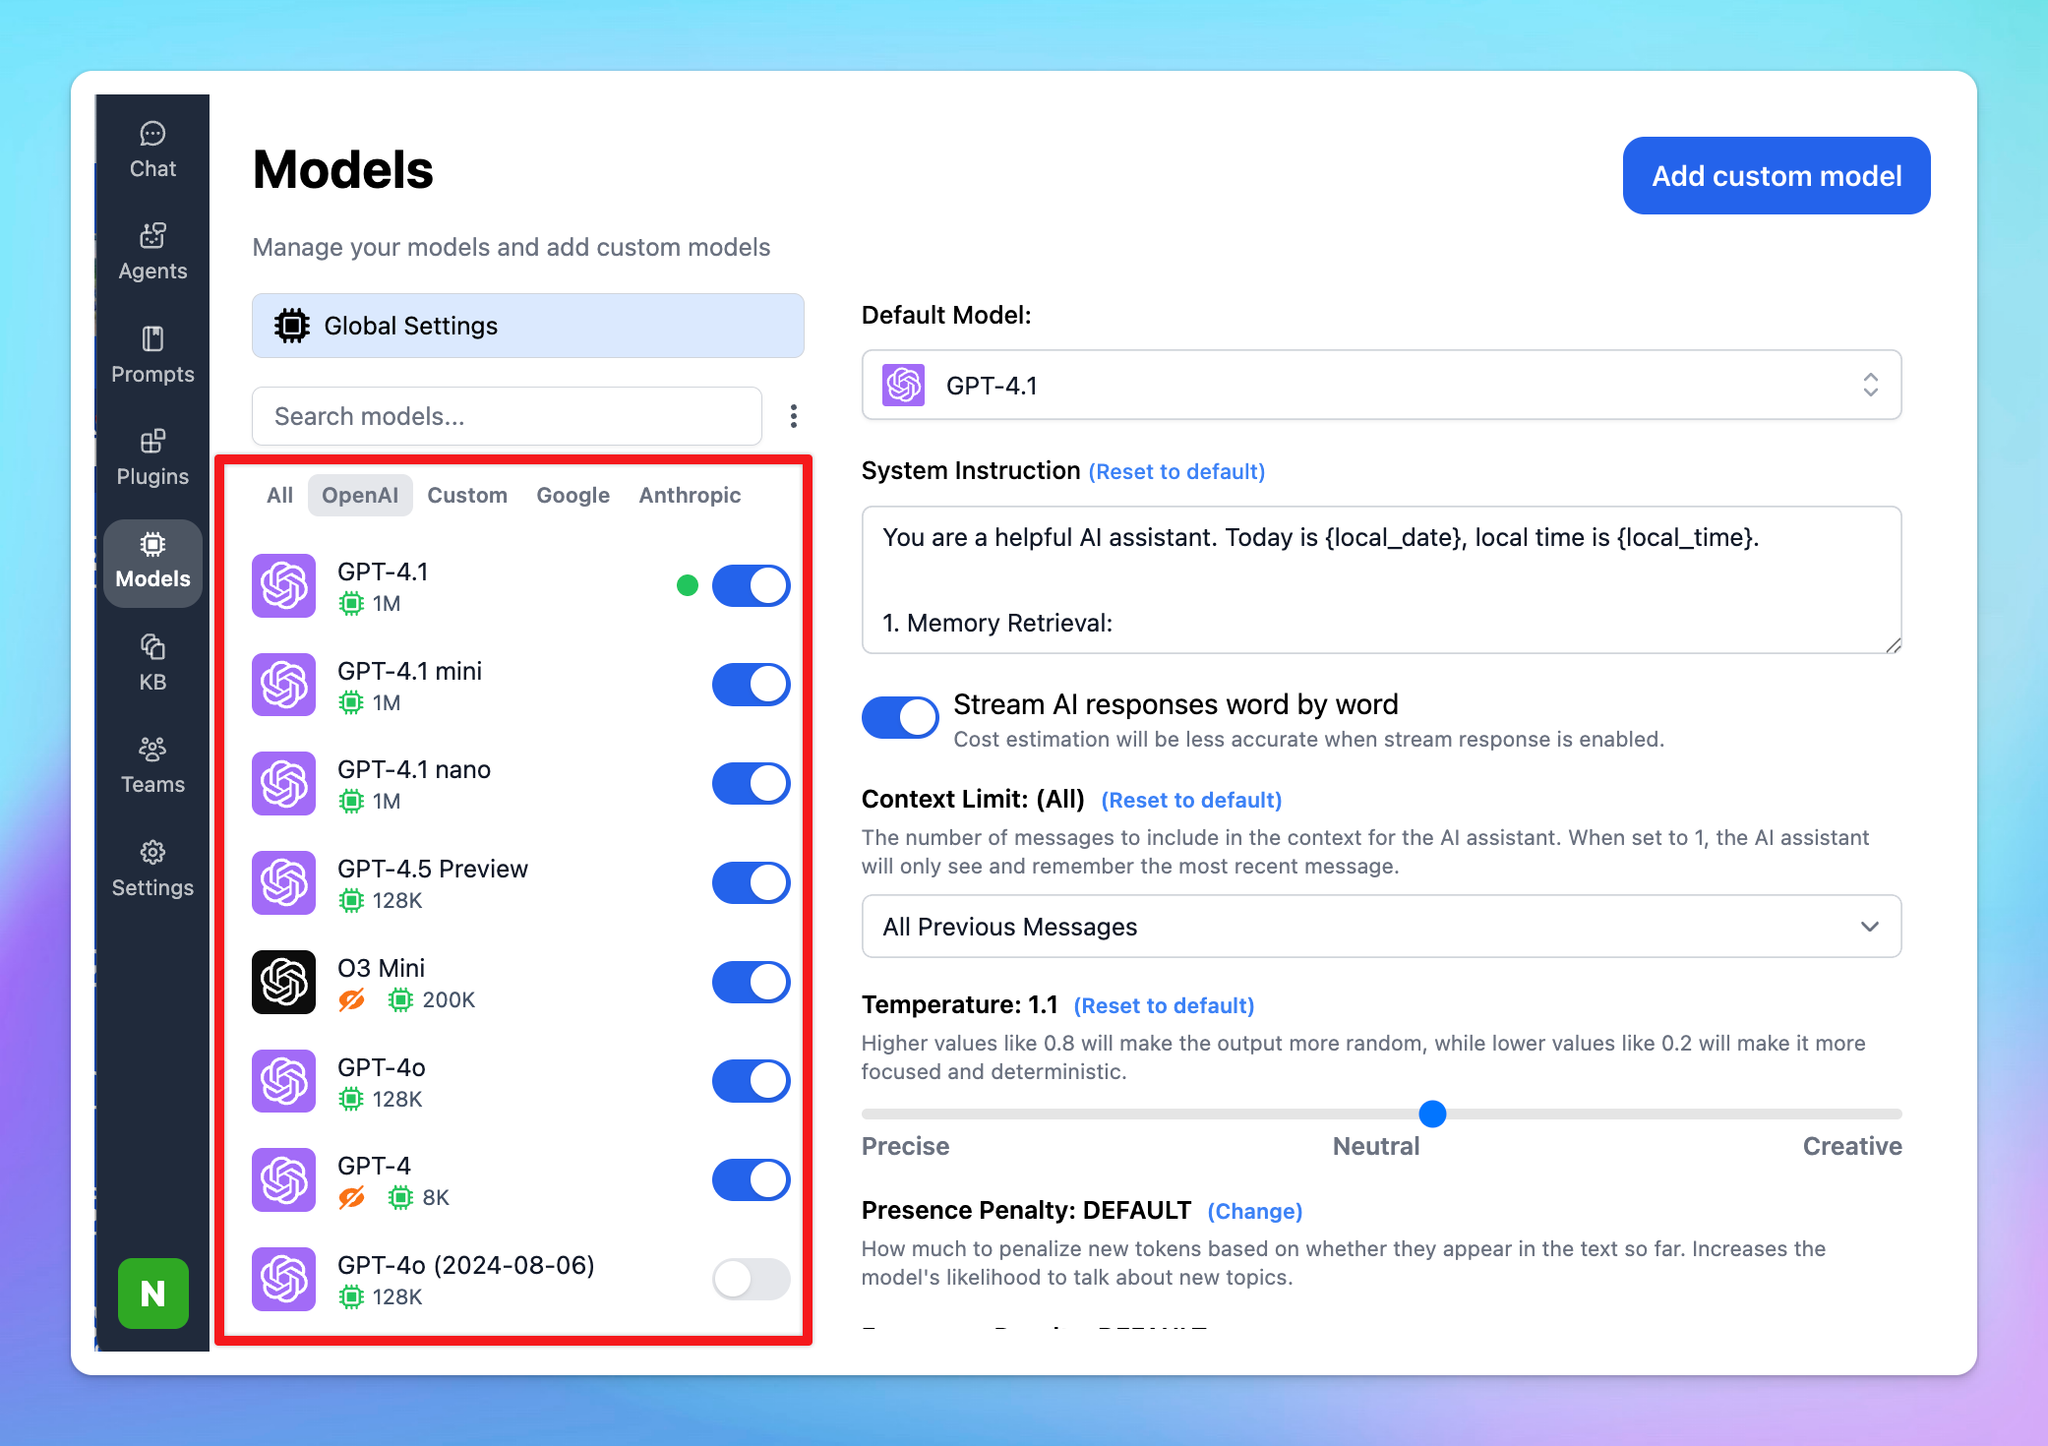 Chat
Agents
Prompts
Plugins
Models
KB
Teams
Settings
N
Models
Add custom model
Manage your models and add custom models
Global Settings
Search models...
All OpenAI Custom Google Anthropic
GPT-4.1
1M
GPT-4.1 mini
1M
GPT-4.1 nano
1M
GPT-4.5 Preview
128K
O3 Mini
200K
GPT-4o
128K
GPT-4
8K
GPT-4o (2024-08-06)
128K
Default Model:
GPT-4.1
System Instruction (Reset to default)
You are a helpful AI assistant. Today is {local_date}, local time is {local_time}.
1. Memory Retrieval:
Stream AI responses word by word
Cost estimation will be less accurate when stream response is enabled.
Context Limit: (All) (Reset to default)
The number of messages to include in the context for the AI assistant. When set to 1, the AI assistant
will only see and remember the most recent message.
All Previous Messages
Temperature: 1.1 (Reset to default)
Higher values like 0.8 will make the output more random, while lower values like 0.2 will make it more
focused and deterministic.
Precise Neutral Creative
Presence Penalty: DEFAULT (Change)
How much to penalize new tokens based on whether they appear in the text so far. Increases the
model's likelihood to talk about new topics.